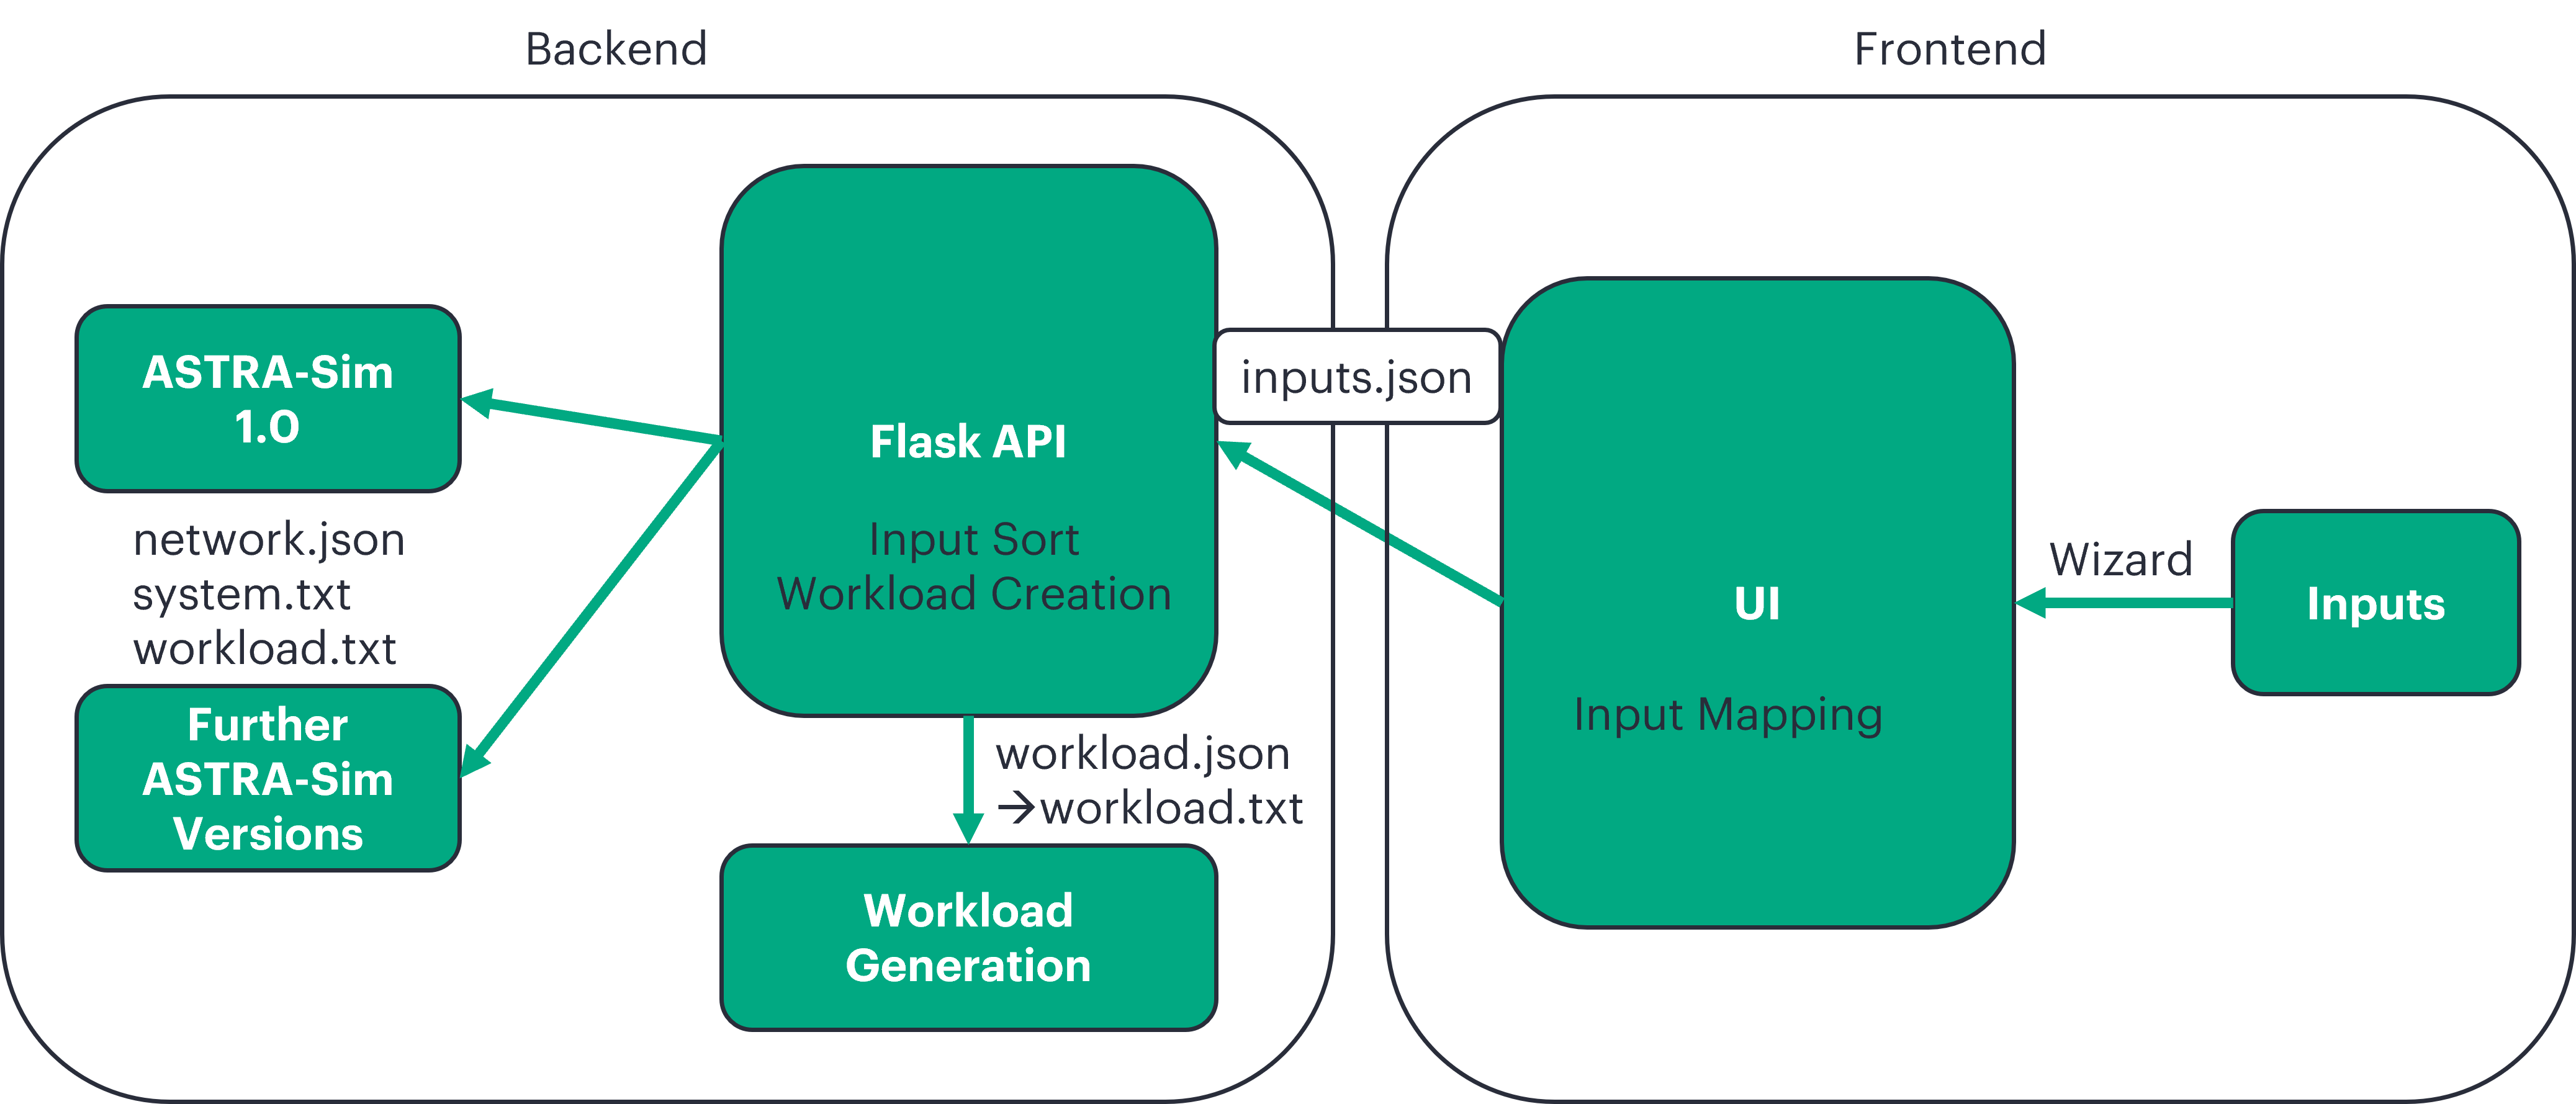 Backend
Frontend
ASTRA-Sim
1.0
network.json
system.txt
workload.txt
Further
ASTRA-Sim
Versions
Flask API
Input Sort
Workload Creation
workload.json
→workload.txt
Workload
Generation
inputs.json
UI
Input Mapping
Wizard
Inputs